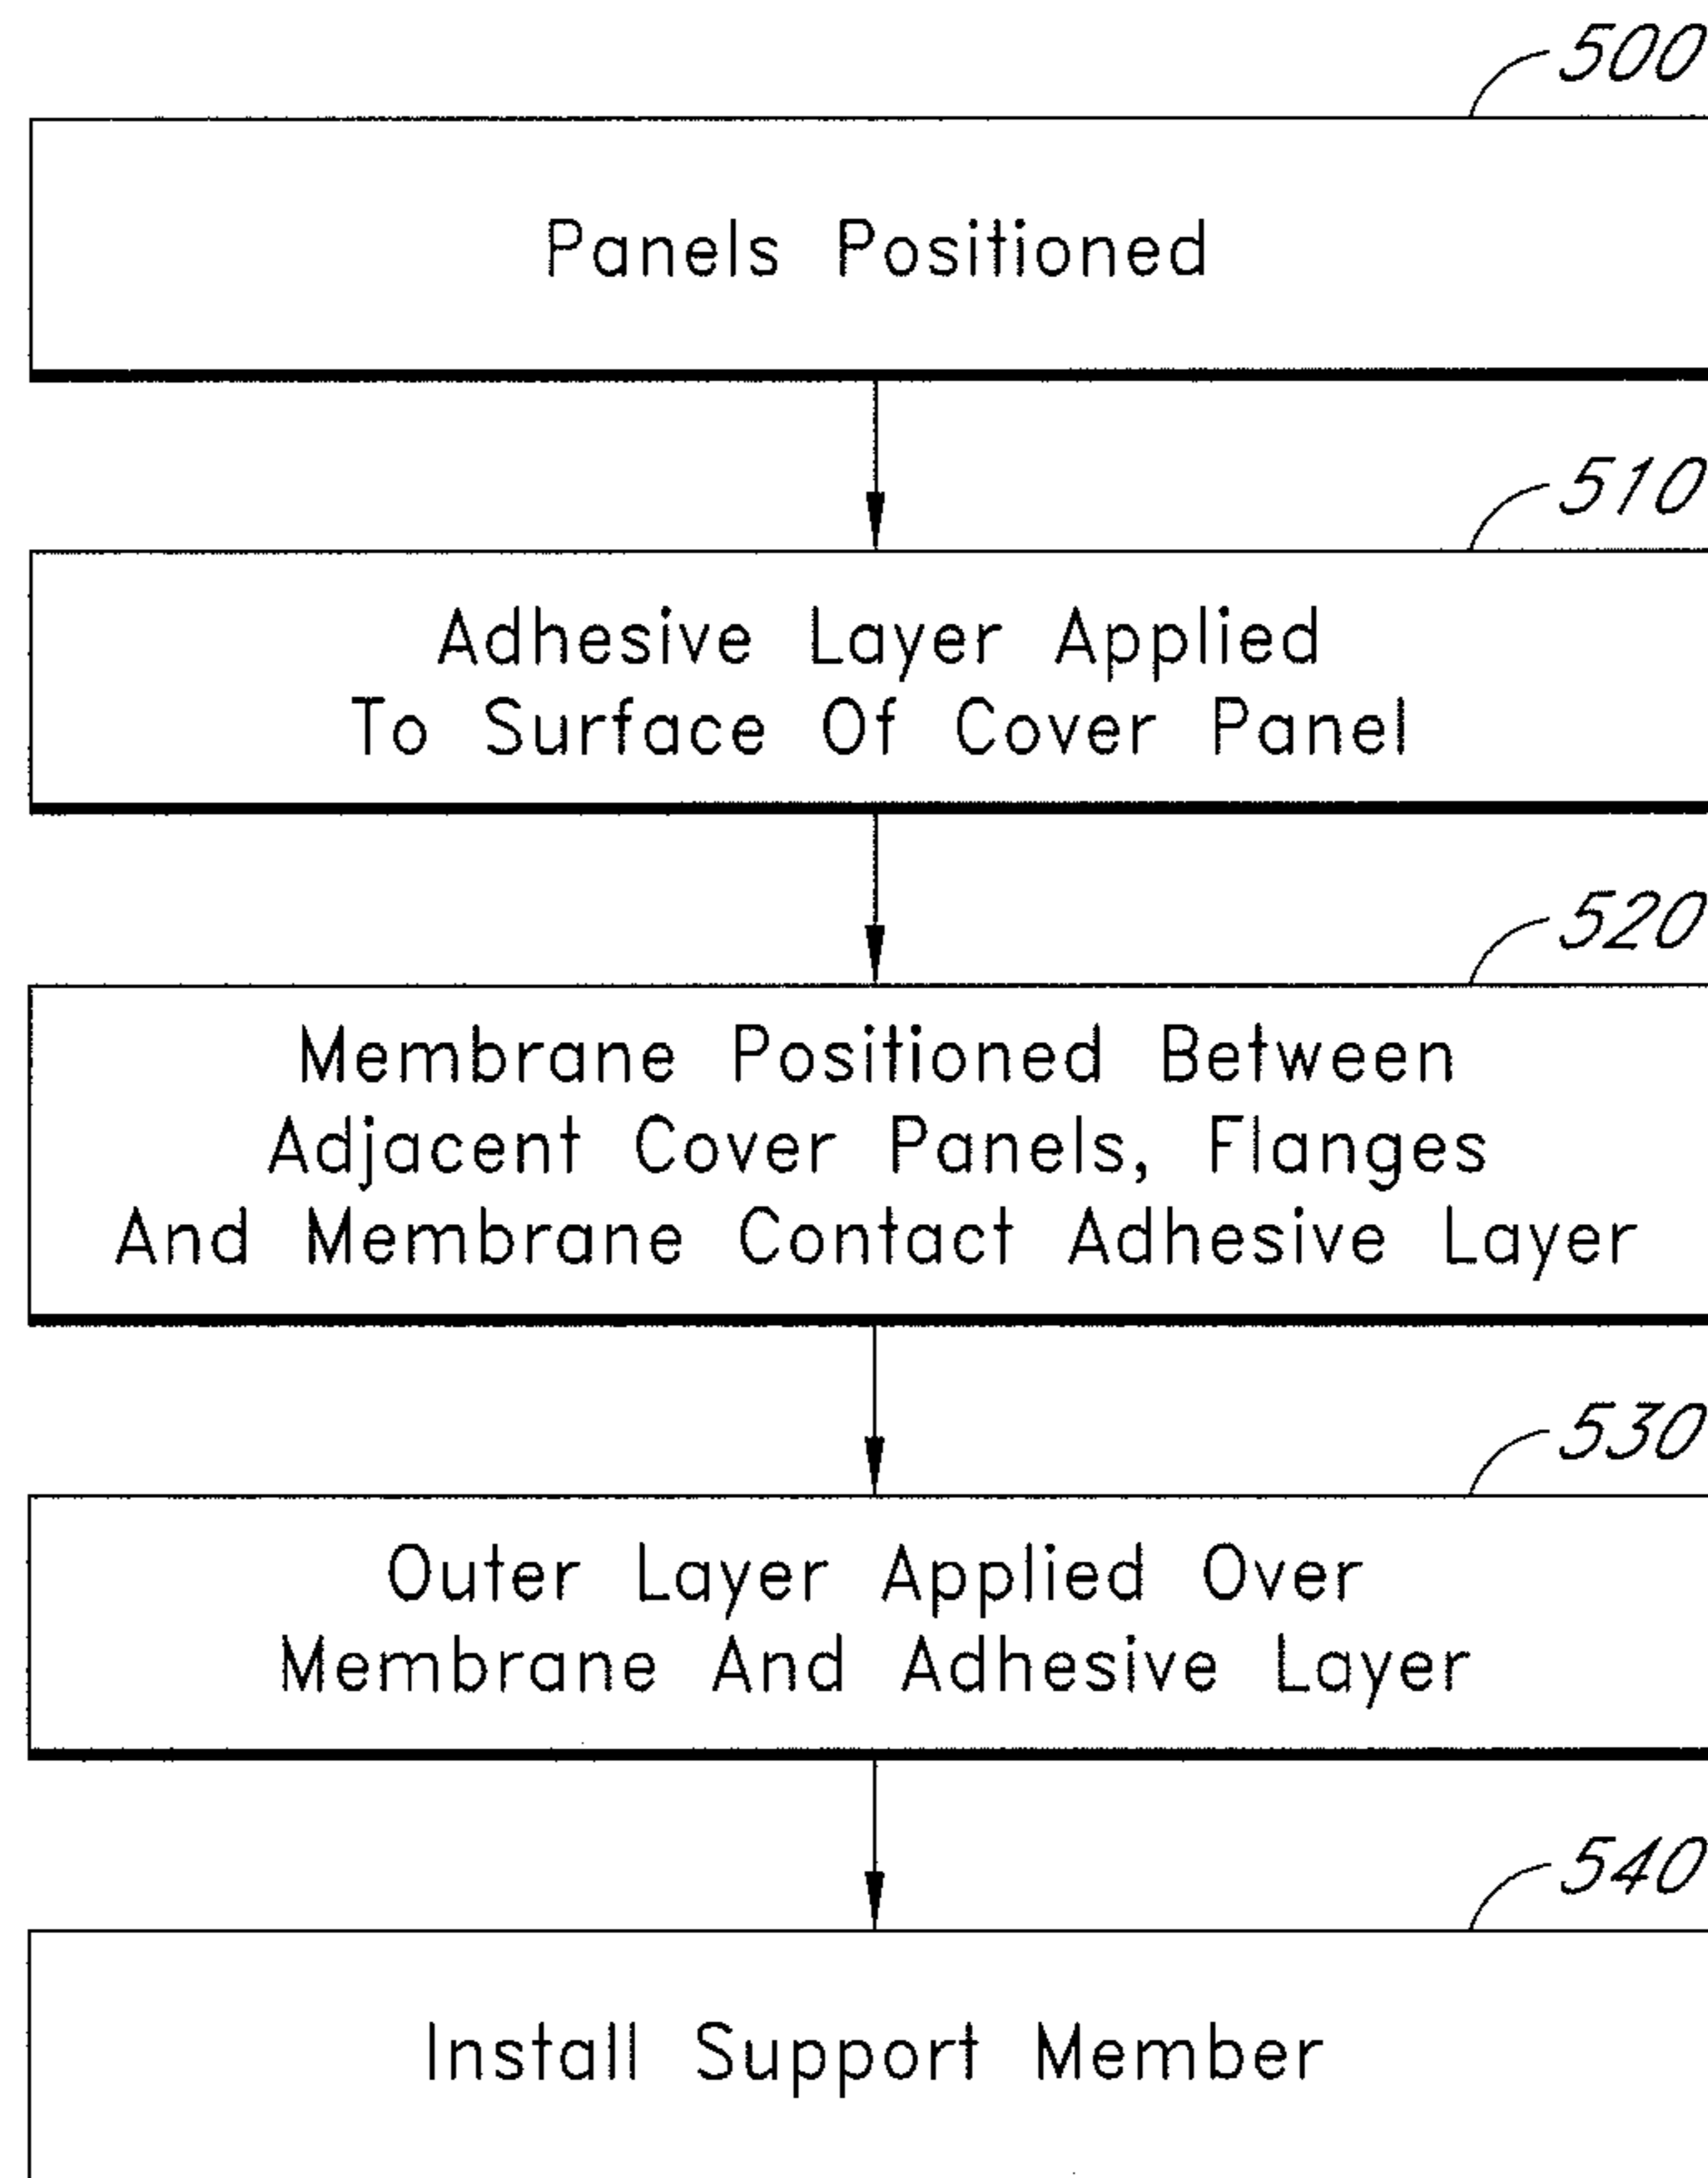 500
Panels Positioned
510
Adhesive Layer Applied
To Surface Of Cover Panel
520
Membrane Positioned Between
Adjacent Cover Panels, Flanges
And Membrane Contact Adhesive Layer
530
Outer Layer Applied Over
Membrane And Adhesive Layer
540
Install Support Member